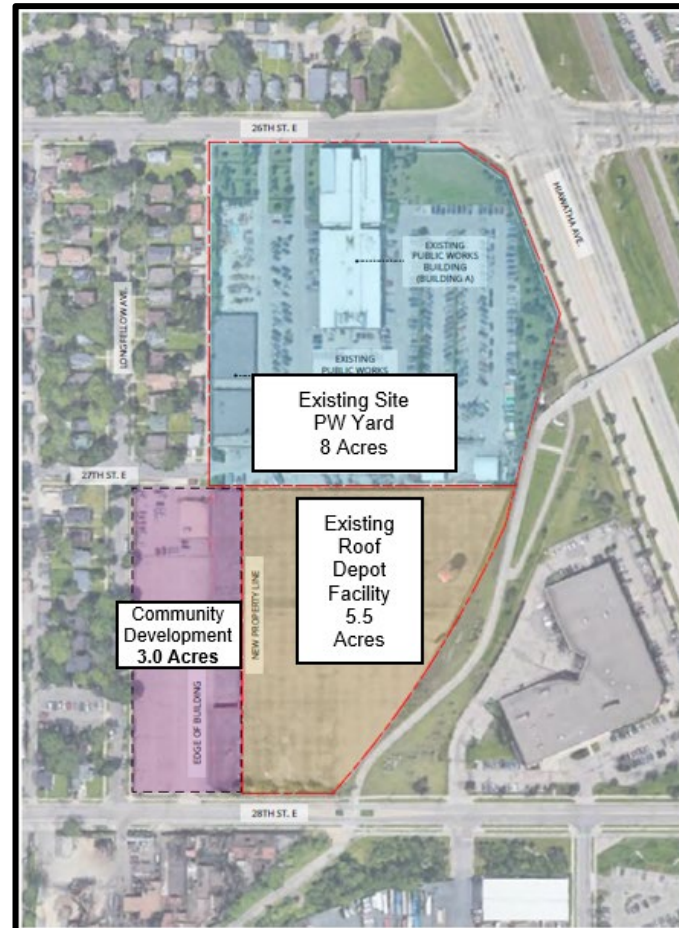 26TH ST. E
HIAWATHA AVE.
EXISTING
PUBLIC WORKS
BUILDING
(BUILDING A)
LONGFELLOW AVE.
EXISTING
PUBLIC WORKS
Existing Site
PW Yard
8 Acres
27TH ST. E
Existing
Roof
Depot
Facility
5.5
Acres
NEW PROPERTY LINE
Community
Development
3.0 Acres
EDGE OF BUILDING
28TH ST. E